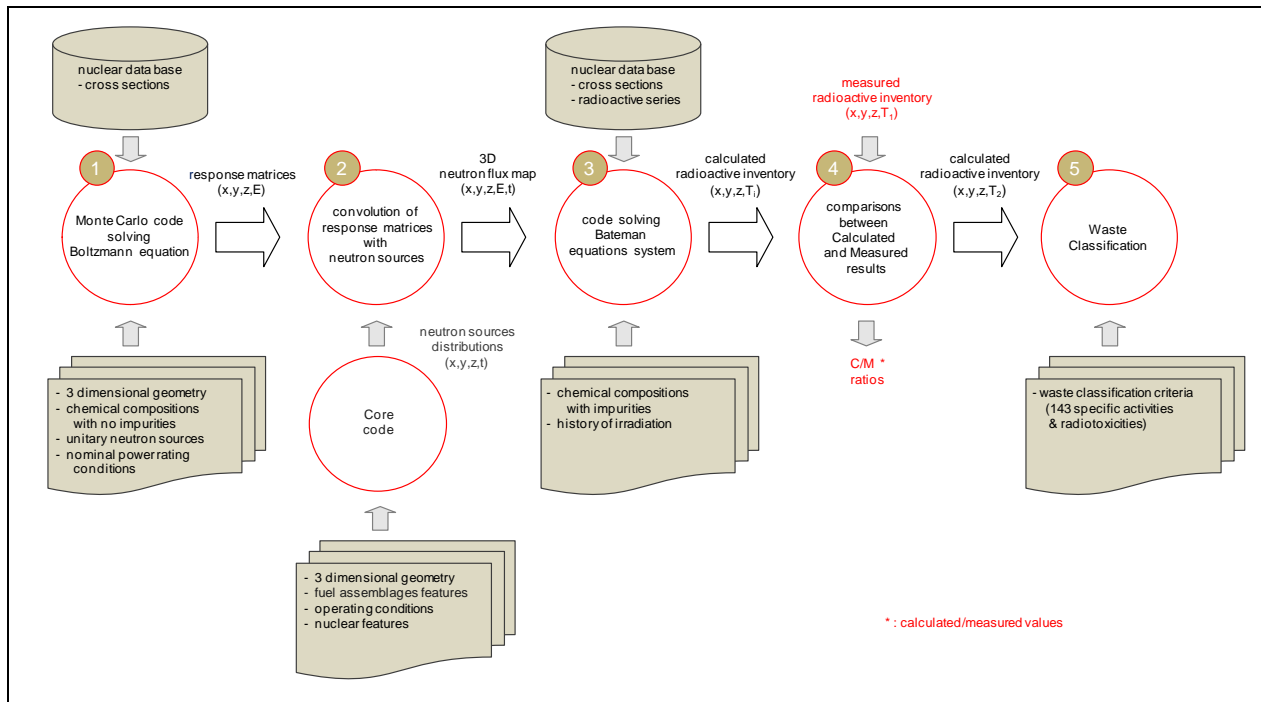 nuclear data base
- cross sections
1
Monte Carlo code
solving
Boltzmann equation
- 3 dimensional geometry
- chemical compositions
with no impurities
- unitary neutron sources
- nominal power rating
conditions
response matrices
(x,y,z,E)
2
convolution of
response matrices
with
neutron sources
neutron sources
distributions
(x,y,z,t)
Core
code
- 3 dimensional geometry
- fuel assemblages features
- operating conditions
- nuclear features
3D
neutron flux map
(x,y,z,E,t)
nuclear data base
- cross sections
- radioactive series
3
code solving
Bateman
equations system
- chemical compositions
with impurities
- history of irradiation
calculated
radioactive inventory
(x,y,z,Ti)
measured
radioactive inventory
(x,y,z,T1)
4
comparisons
between
Calculated
and Measured
results
C/M *
ratios
calculated
radioactive inventory
(x,y,z,T2)
5
Waste
Classification
- waste classification criteria
(143 specific activities
& radiotoxicities)
* : calculated/measured values